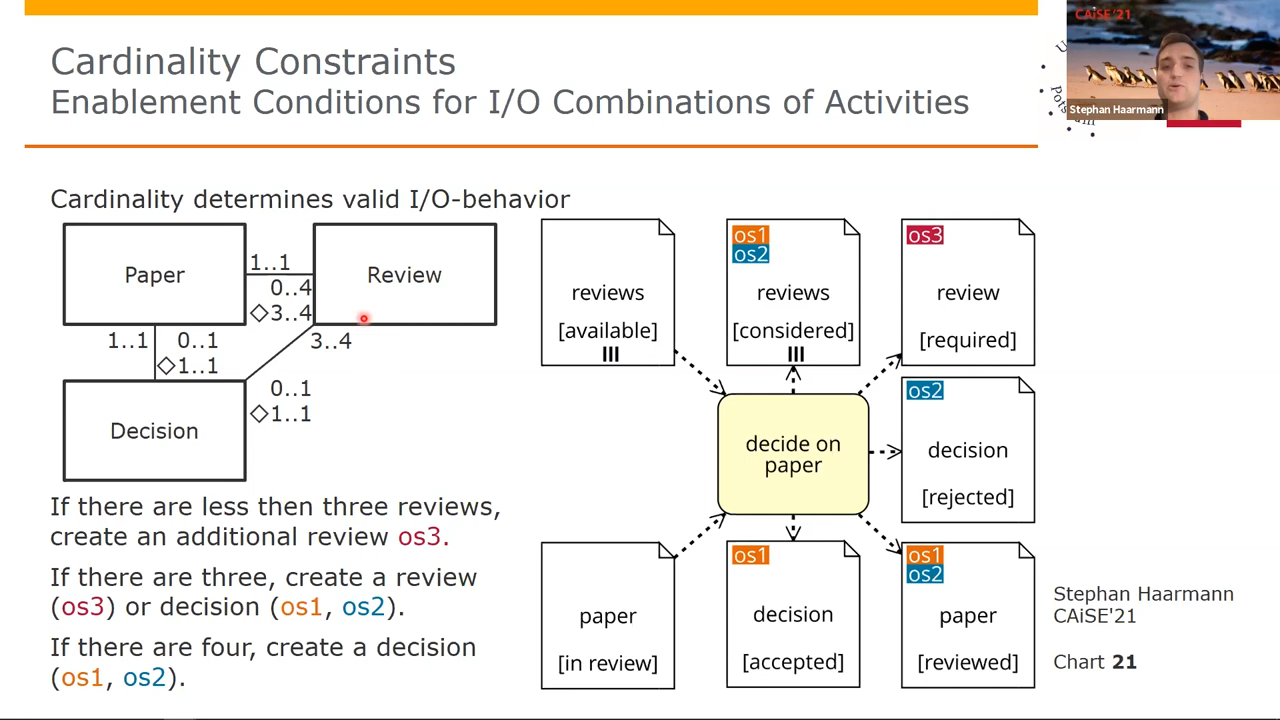 Cardinality Constraints
Enablement Conditions for I/O Combinations of Activities
CAiSE'21
Stephan Haarmann
Cardinality determines valid I/O-behavior
Paper
1..1
0..4
◇3..4
Review
1..1
0..1
◇1..1
3..4
0..1
◇1..1
Decision
If there are less then three reviews,
create an additional review os3.
If there are three, create a review
(os3) or decision (os1, os2).
If there are four, create a decision
(os1, os2).
reviews
[available]
III
os1
os2
reviews
[considered]
III
os3
review
[required]
decide on
paper
os2
decision
[rejected]
paper
[in review]
os1
decision
[accepted]
os1
os2
paper
[reviewed]
Stephan Haarmann
CAiSE'21
Chart 21